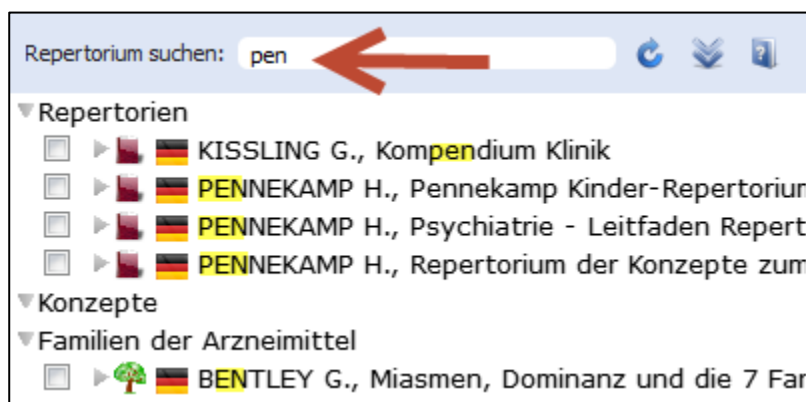 Repertorium suchen: pen
Repertorien
KISSLING G., Kompendium Klinik
PENNEKAMP H., Pennekamp Kinder-Repertorium
PENNEKAMP H., Psychiatrie - Leitfaden Repert
PENNEKAMP H., Repertorium der Konzepte zum
Konzepte
Familien der Arzneimittel
BENTLEY G., Miasmen, Dominanz und die 7 Fam